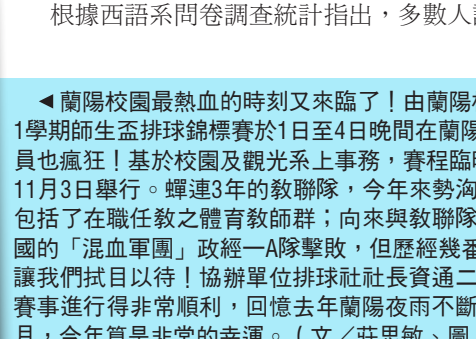 根據西語系問卷調查統計指出，多數人
◄蘭陽校園最熱血的時刻又來臨了！由蘭陽
1學期師生盃排球錦標賽於1日至4日晚間在蘭陽
員也瘋狂！基於校園及觀光系上事務，賽程臨時
11月3日舉行。蟬連3年的教聯隊，今年來勢洶
包括了在職任教之體育教師群；向來與教聯隊
國的「混血軍團」政經一A隊擊敗，但歷經幾番
讓我們拭目以待！協辦單位排球社社長資通二
賽事進行得非常順利，回憶去年蘭陽夜雨不斷
月，今年算是非常的幸運。（文／莊思敏、圖